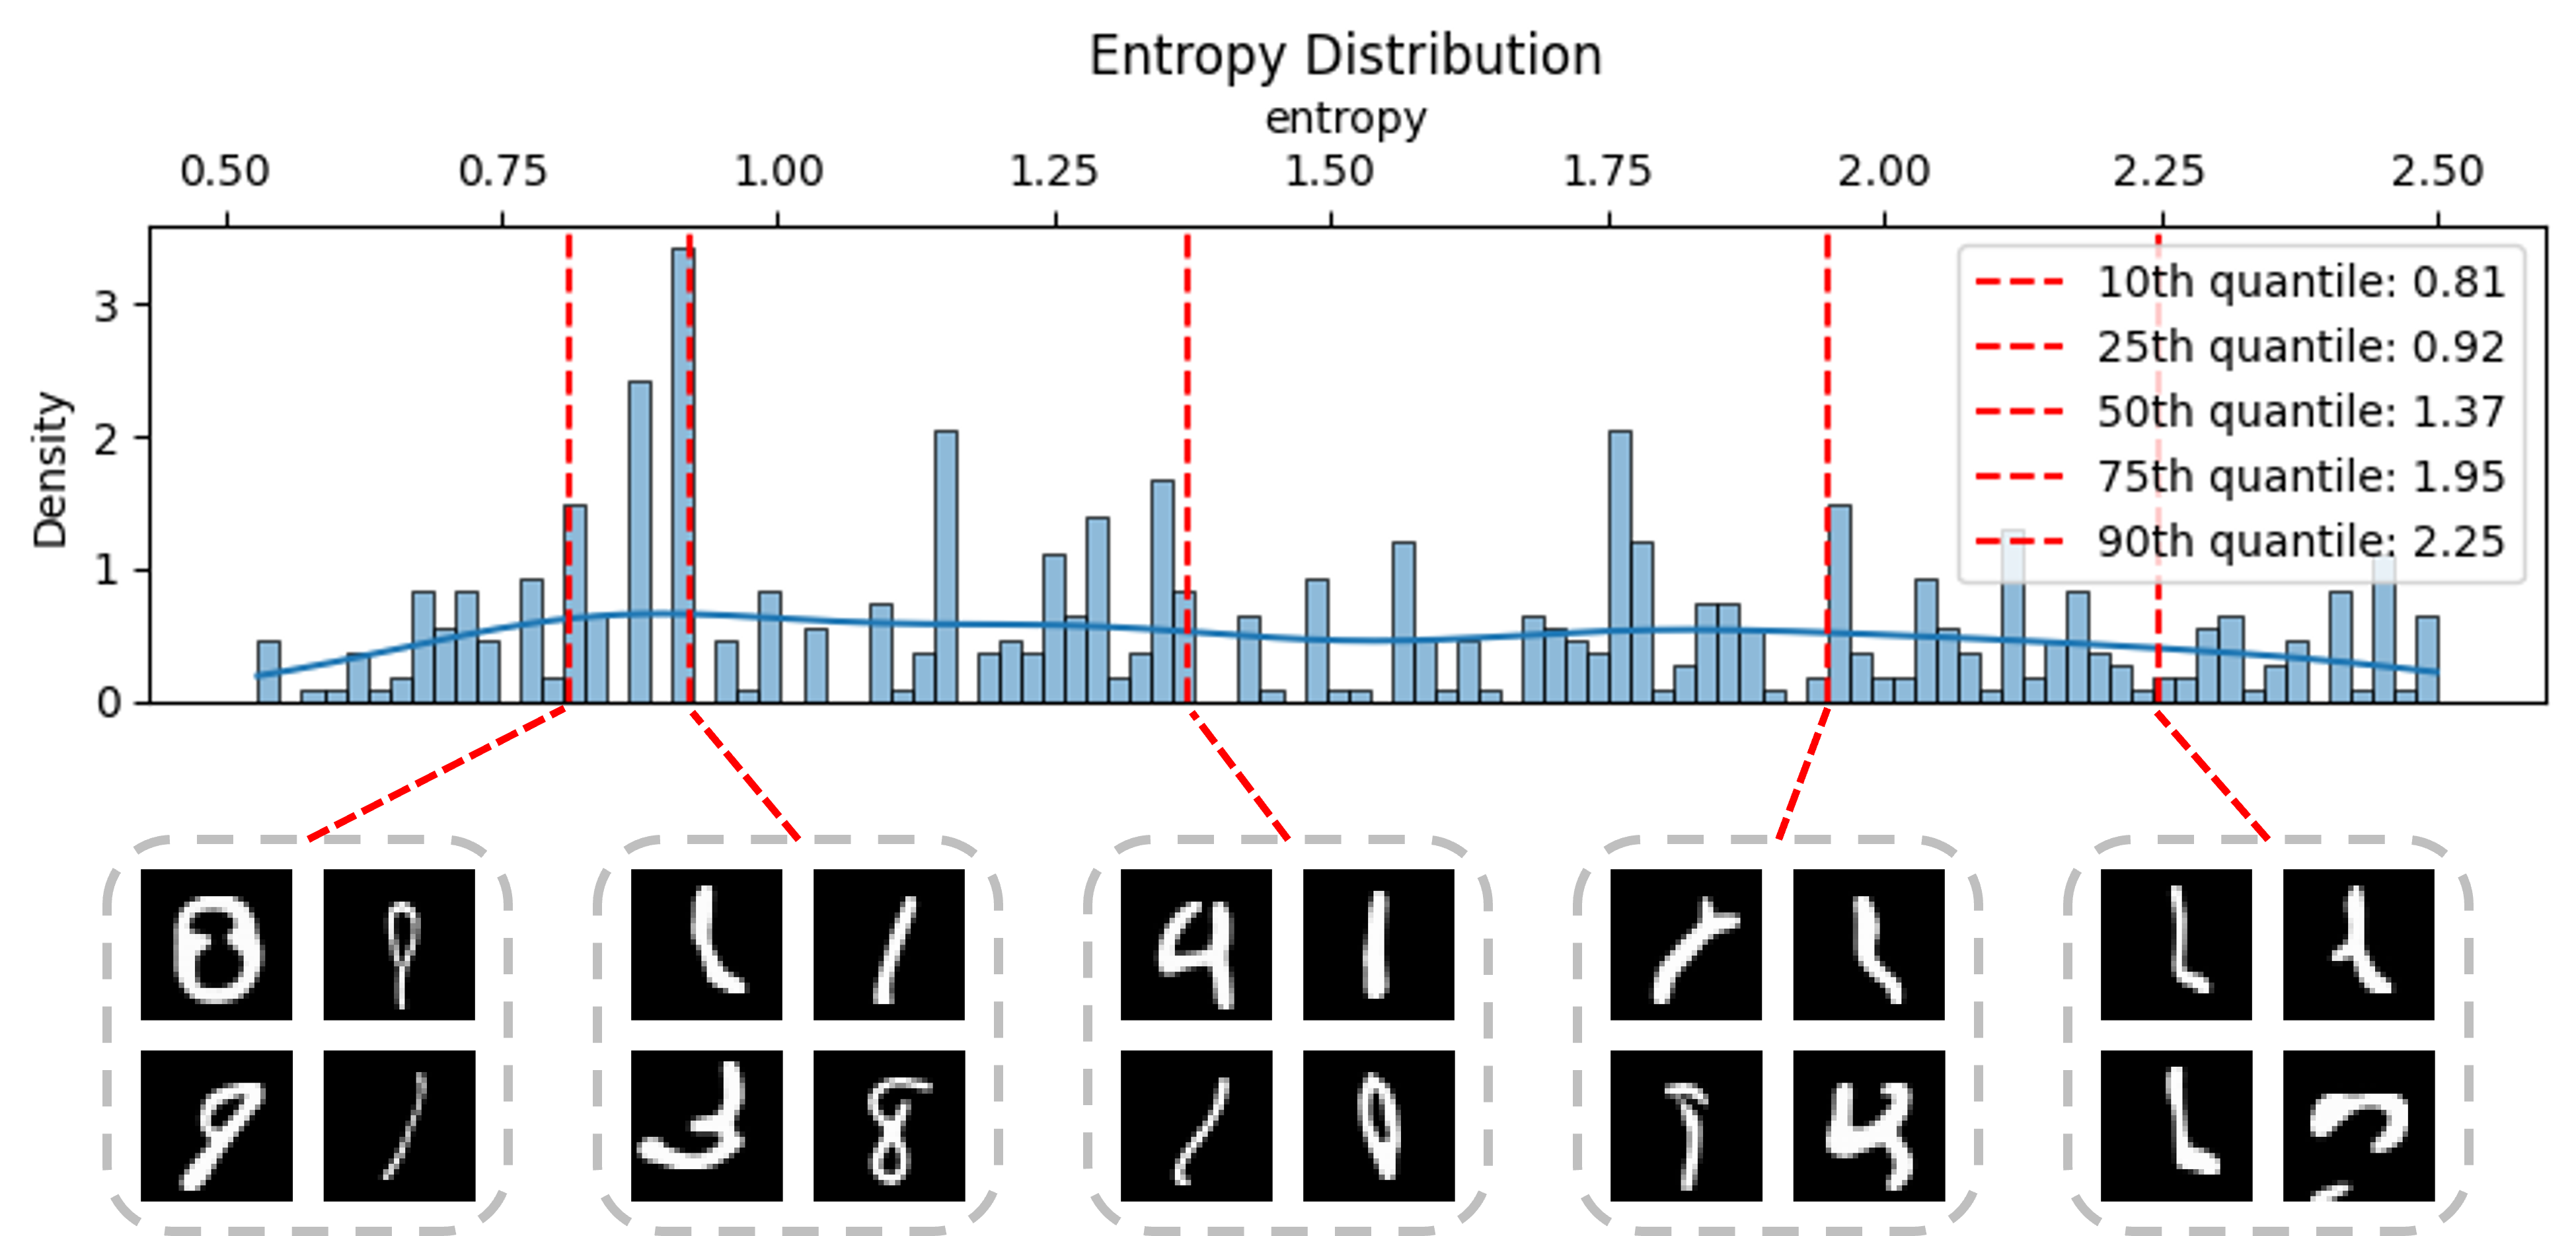 Entropy Distribution
entropy
0.50 0.75 1.00 1.25 1.50 1.75 2.00 2.25 2.50
Density
3
2
1
0
10th quantile: 0.81
25th quantile: 0.92
50th quantile: 1.37
75th quantile: 1.95
90th quantile: 2.25